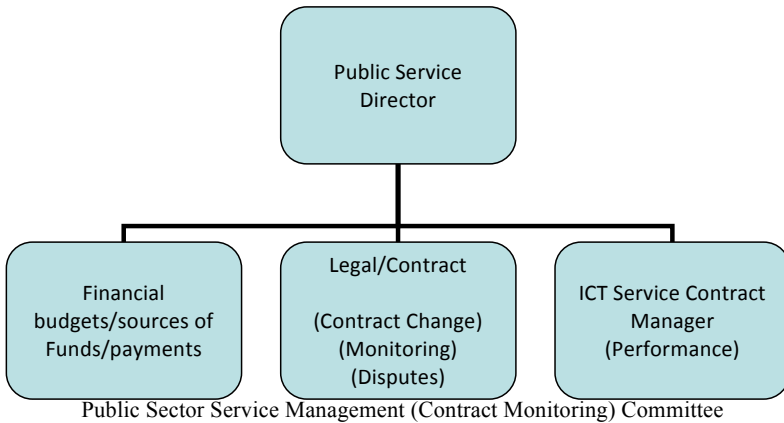 Public Service
Director
Financial
budgets/sources of
Funds/payments
Legal/Contract
(Contract Change)
(Monitoring)
(Disputes)
ICT Service Contract
Manager
(Performance)
Public Sector Service Management (Contract Monitoring) Committee